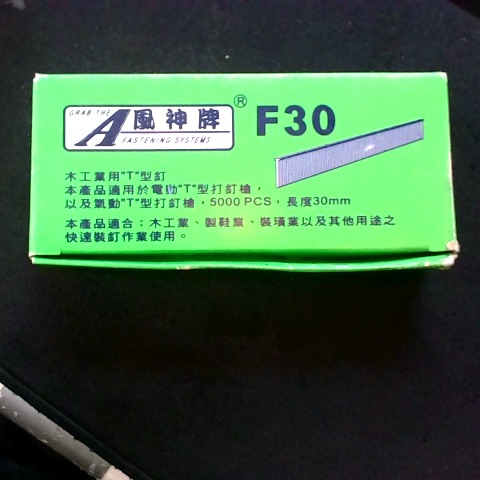 GRAB THE
A 風神牌 ®
FASTENING SYSTEMS
F30
木工業用"T"型釘
本產品適用於電動"T"型打釘槍，
以及氣動"T"型打釘槍，5000 PCS，長度30mm
本產品適合：木工業、製鞋業、裝璜業以及其他用途之
快速裝釘作業使用。